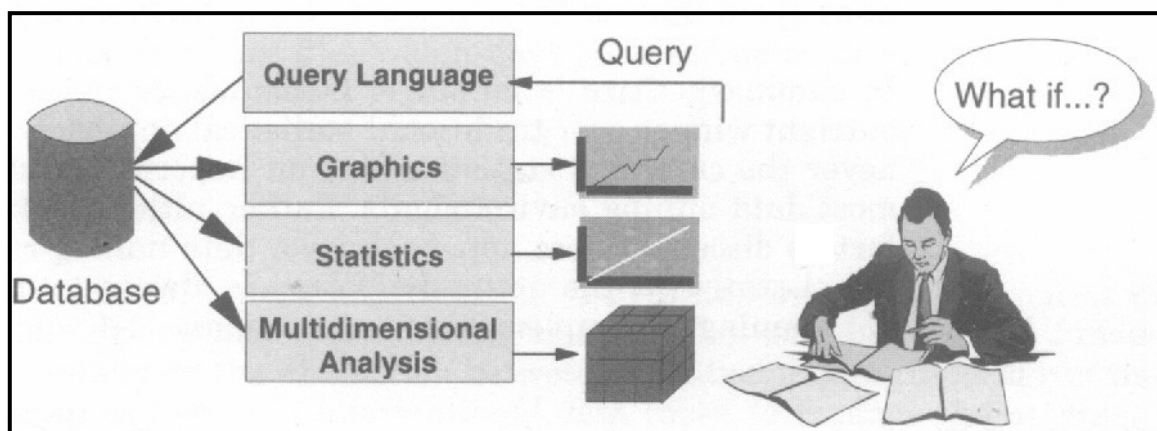 Query Language
Query
What if...?
Graphics
Statistics
Database
Multidimensional
Analysis